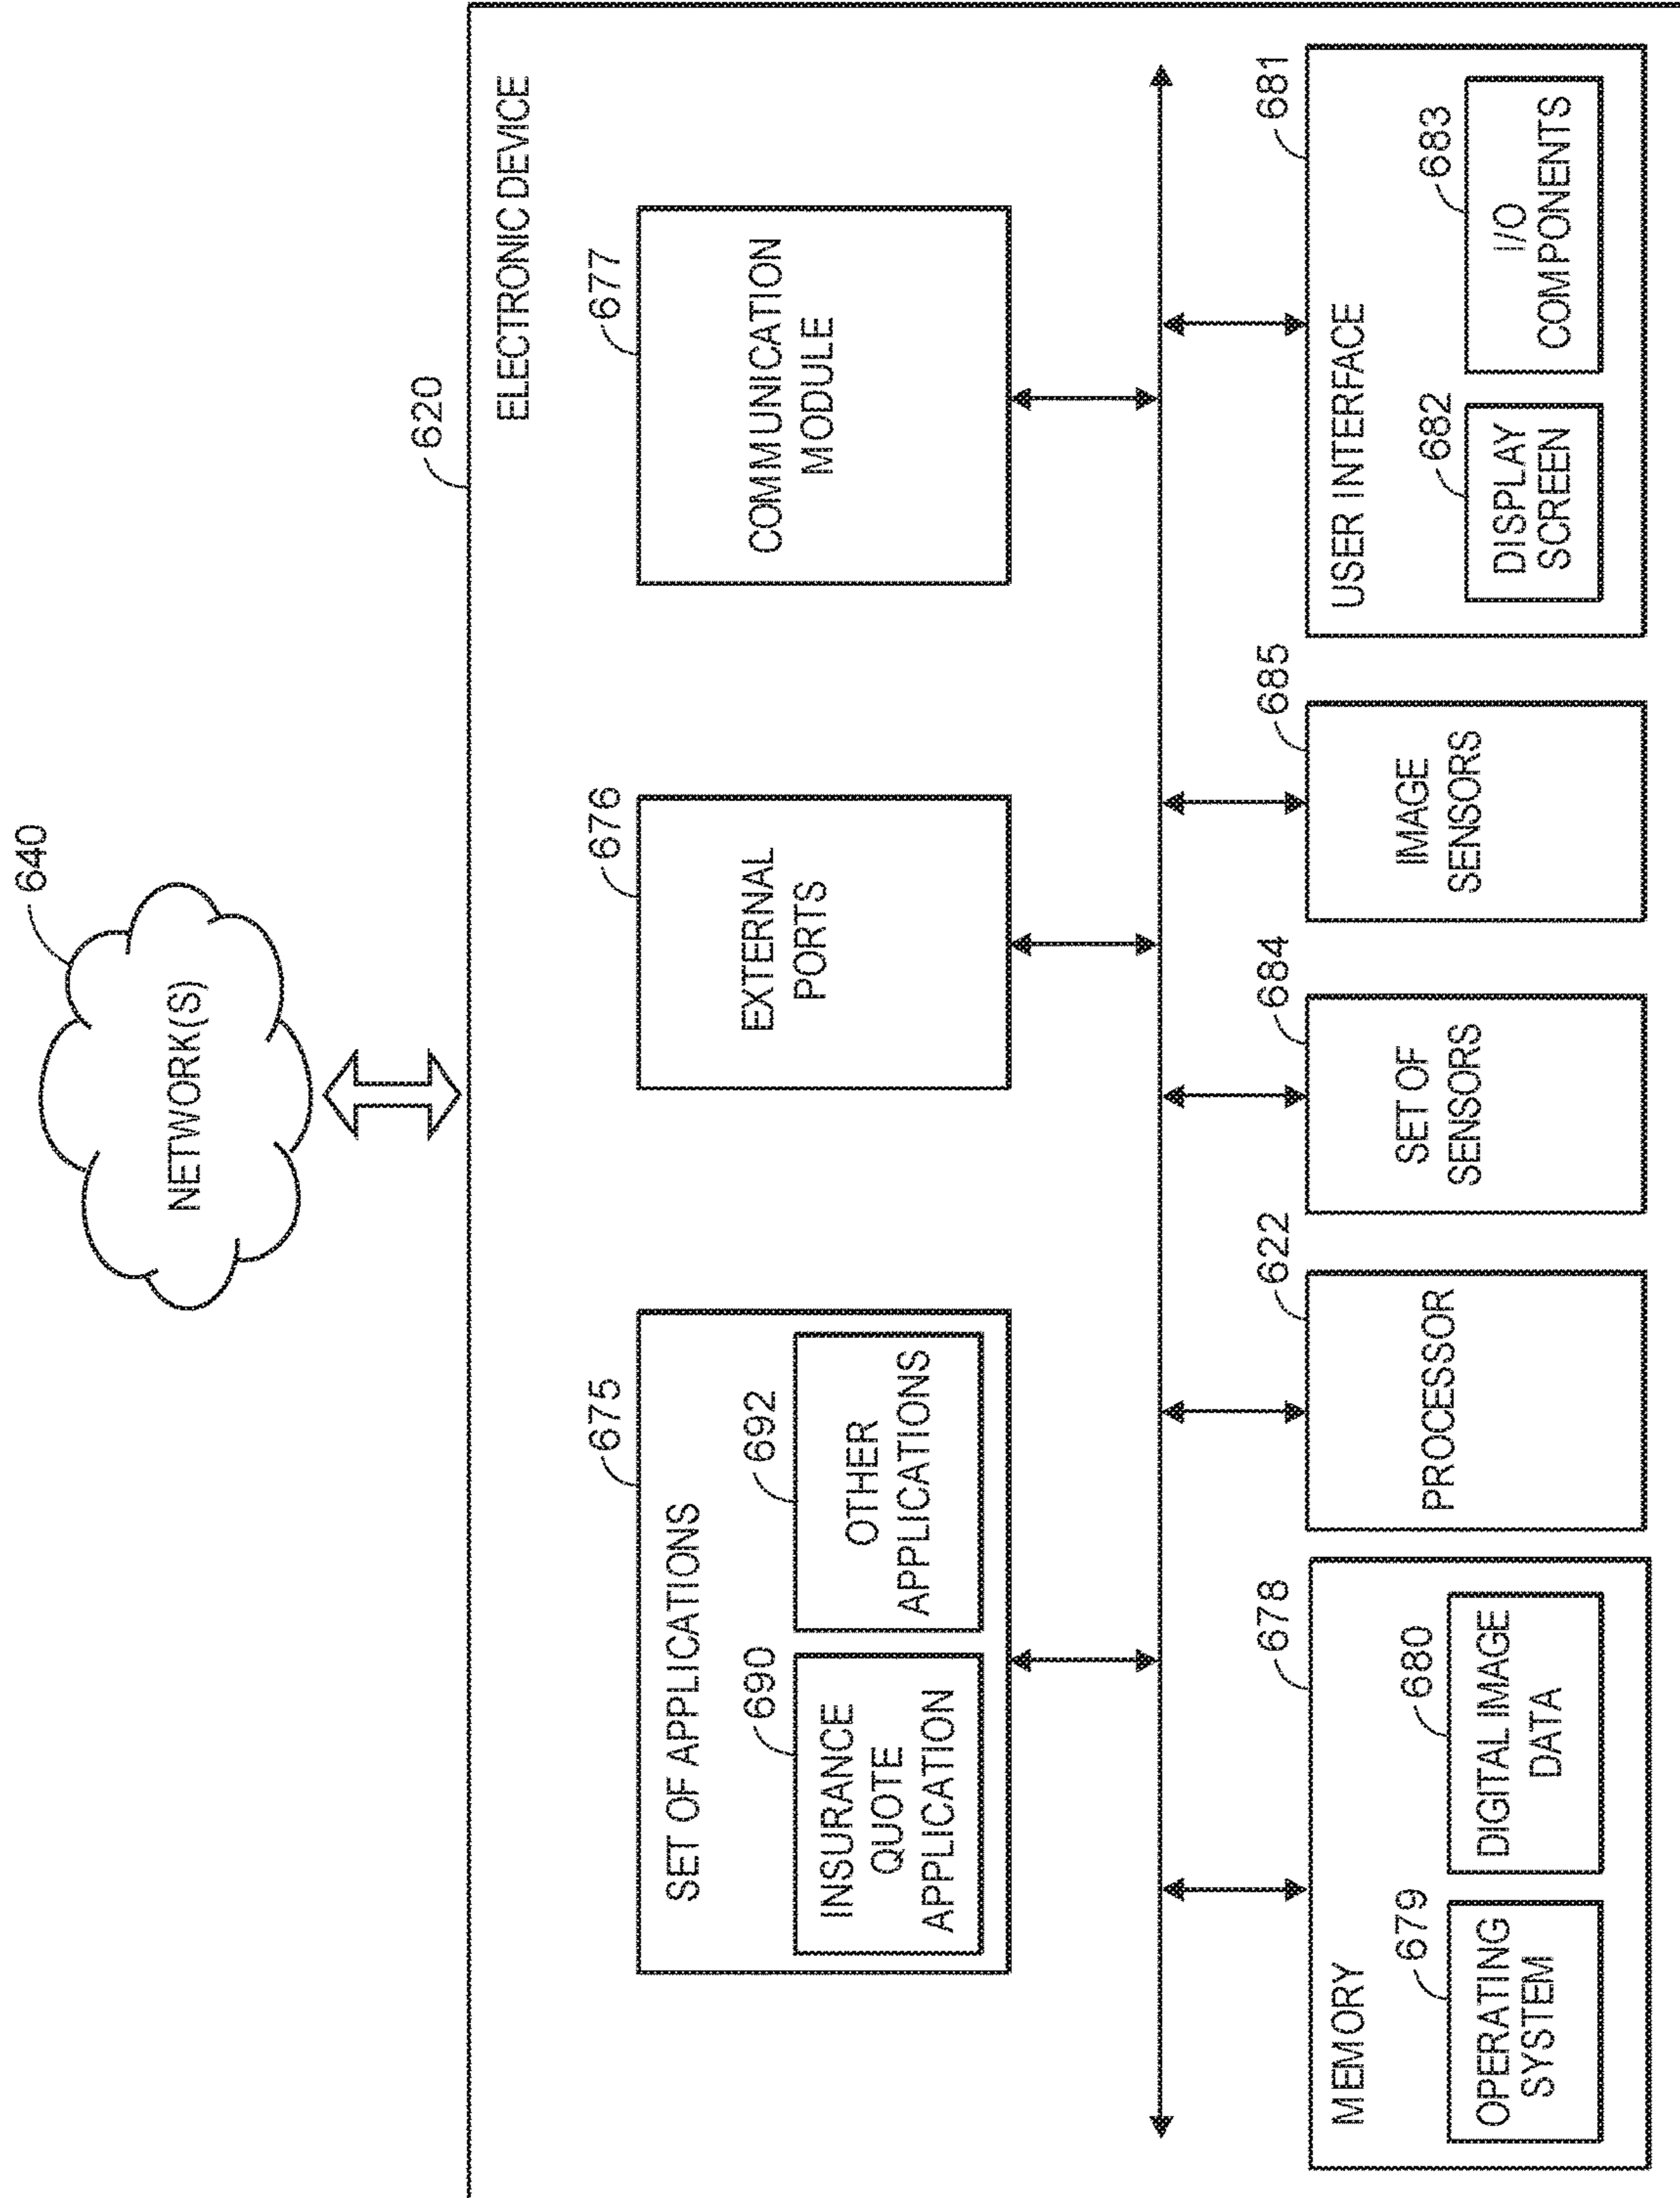 640
NETWORK(S)
620
ELECTRONIC DEVICE
675
SET OF APPLICATIONS
690
INSURANCE
QUOTE
APPLICATION
692
OTHER
APPLICATIONS
676
EXTERNAL
PORTS
677
COMMUNICATION
MODULE
678
MEMORY
679
OPERATING
SYSTEM
680
DIGITAL IMAGE
DATA
622
PROCESSOR
684
SET OF
SENSORS
685
IMAGE
SENSORS
681
USER INTERFACE
682
DISPLAY
SCREEN
683
I/O
COMPONENTS